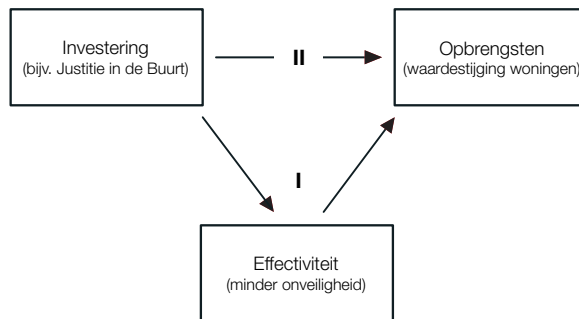 Investering
(bijv. Justitie in de Buurt)
II
Opbrengsten
(waardestijging woningen)
I
Effectiviteit
(minder onveiligheid)